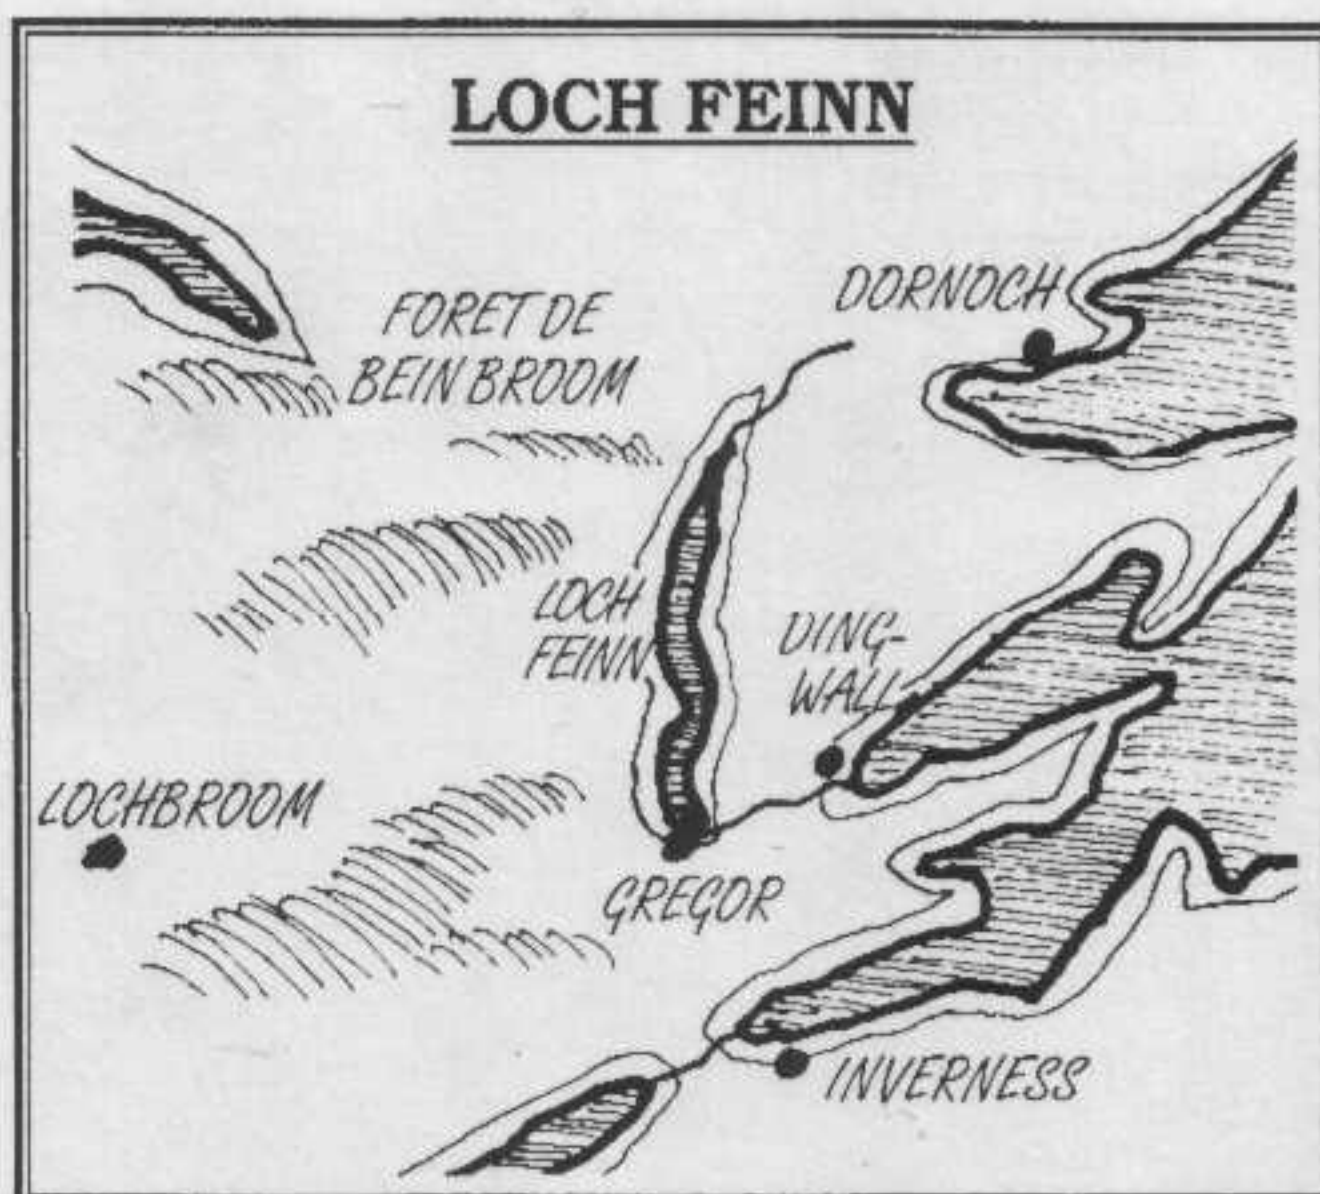 LOCH FEINN
DORNOCH
FORET DE
BEIN BROOM
LOCH
FEINN
DING-
WALL
LOCHBROOM
GREGOR
INVERNESS